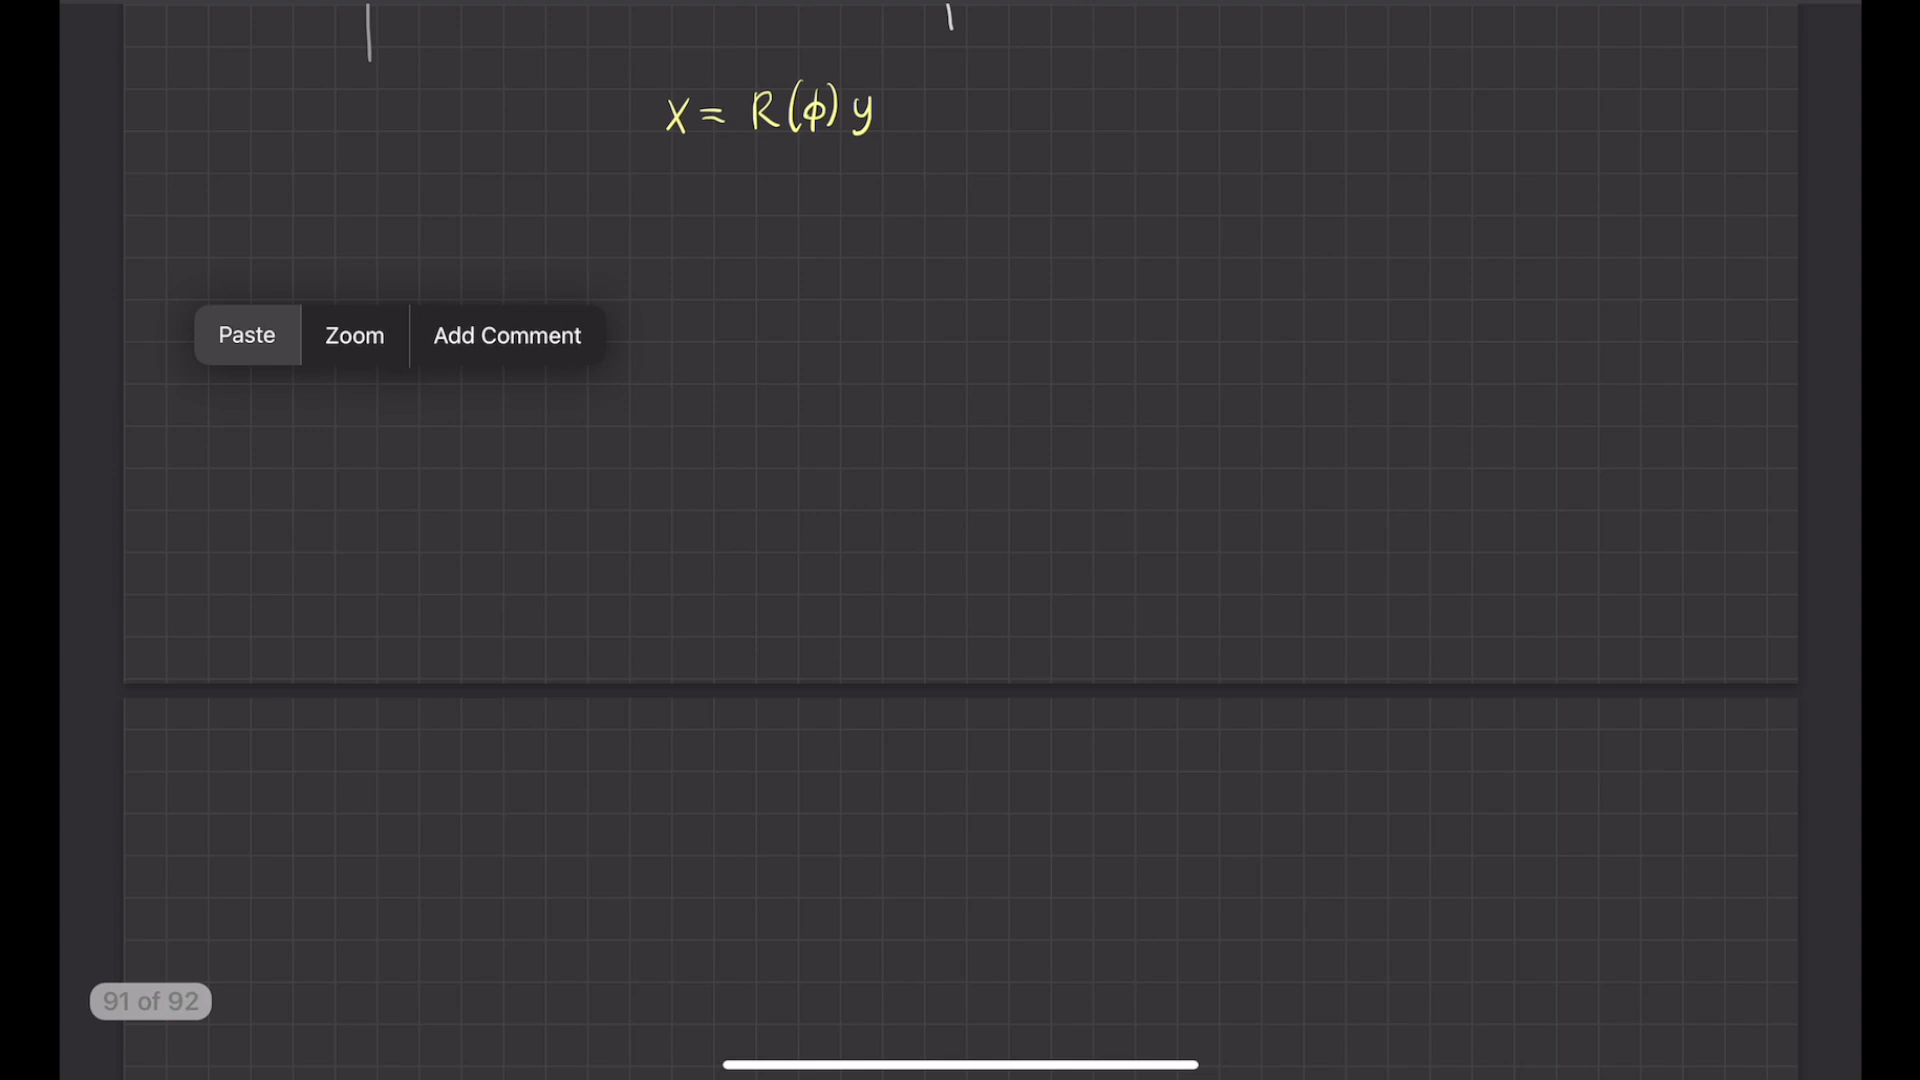 X = R(φ) y
Paste Zoom Add Comment
91 of 92